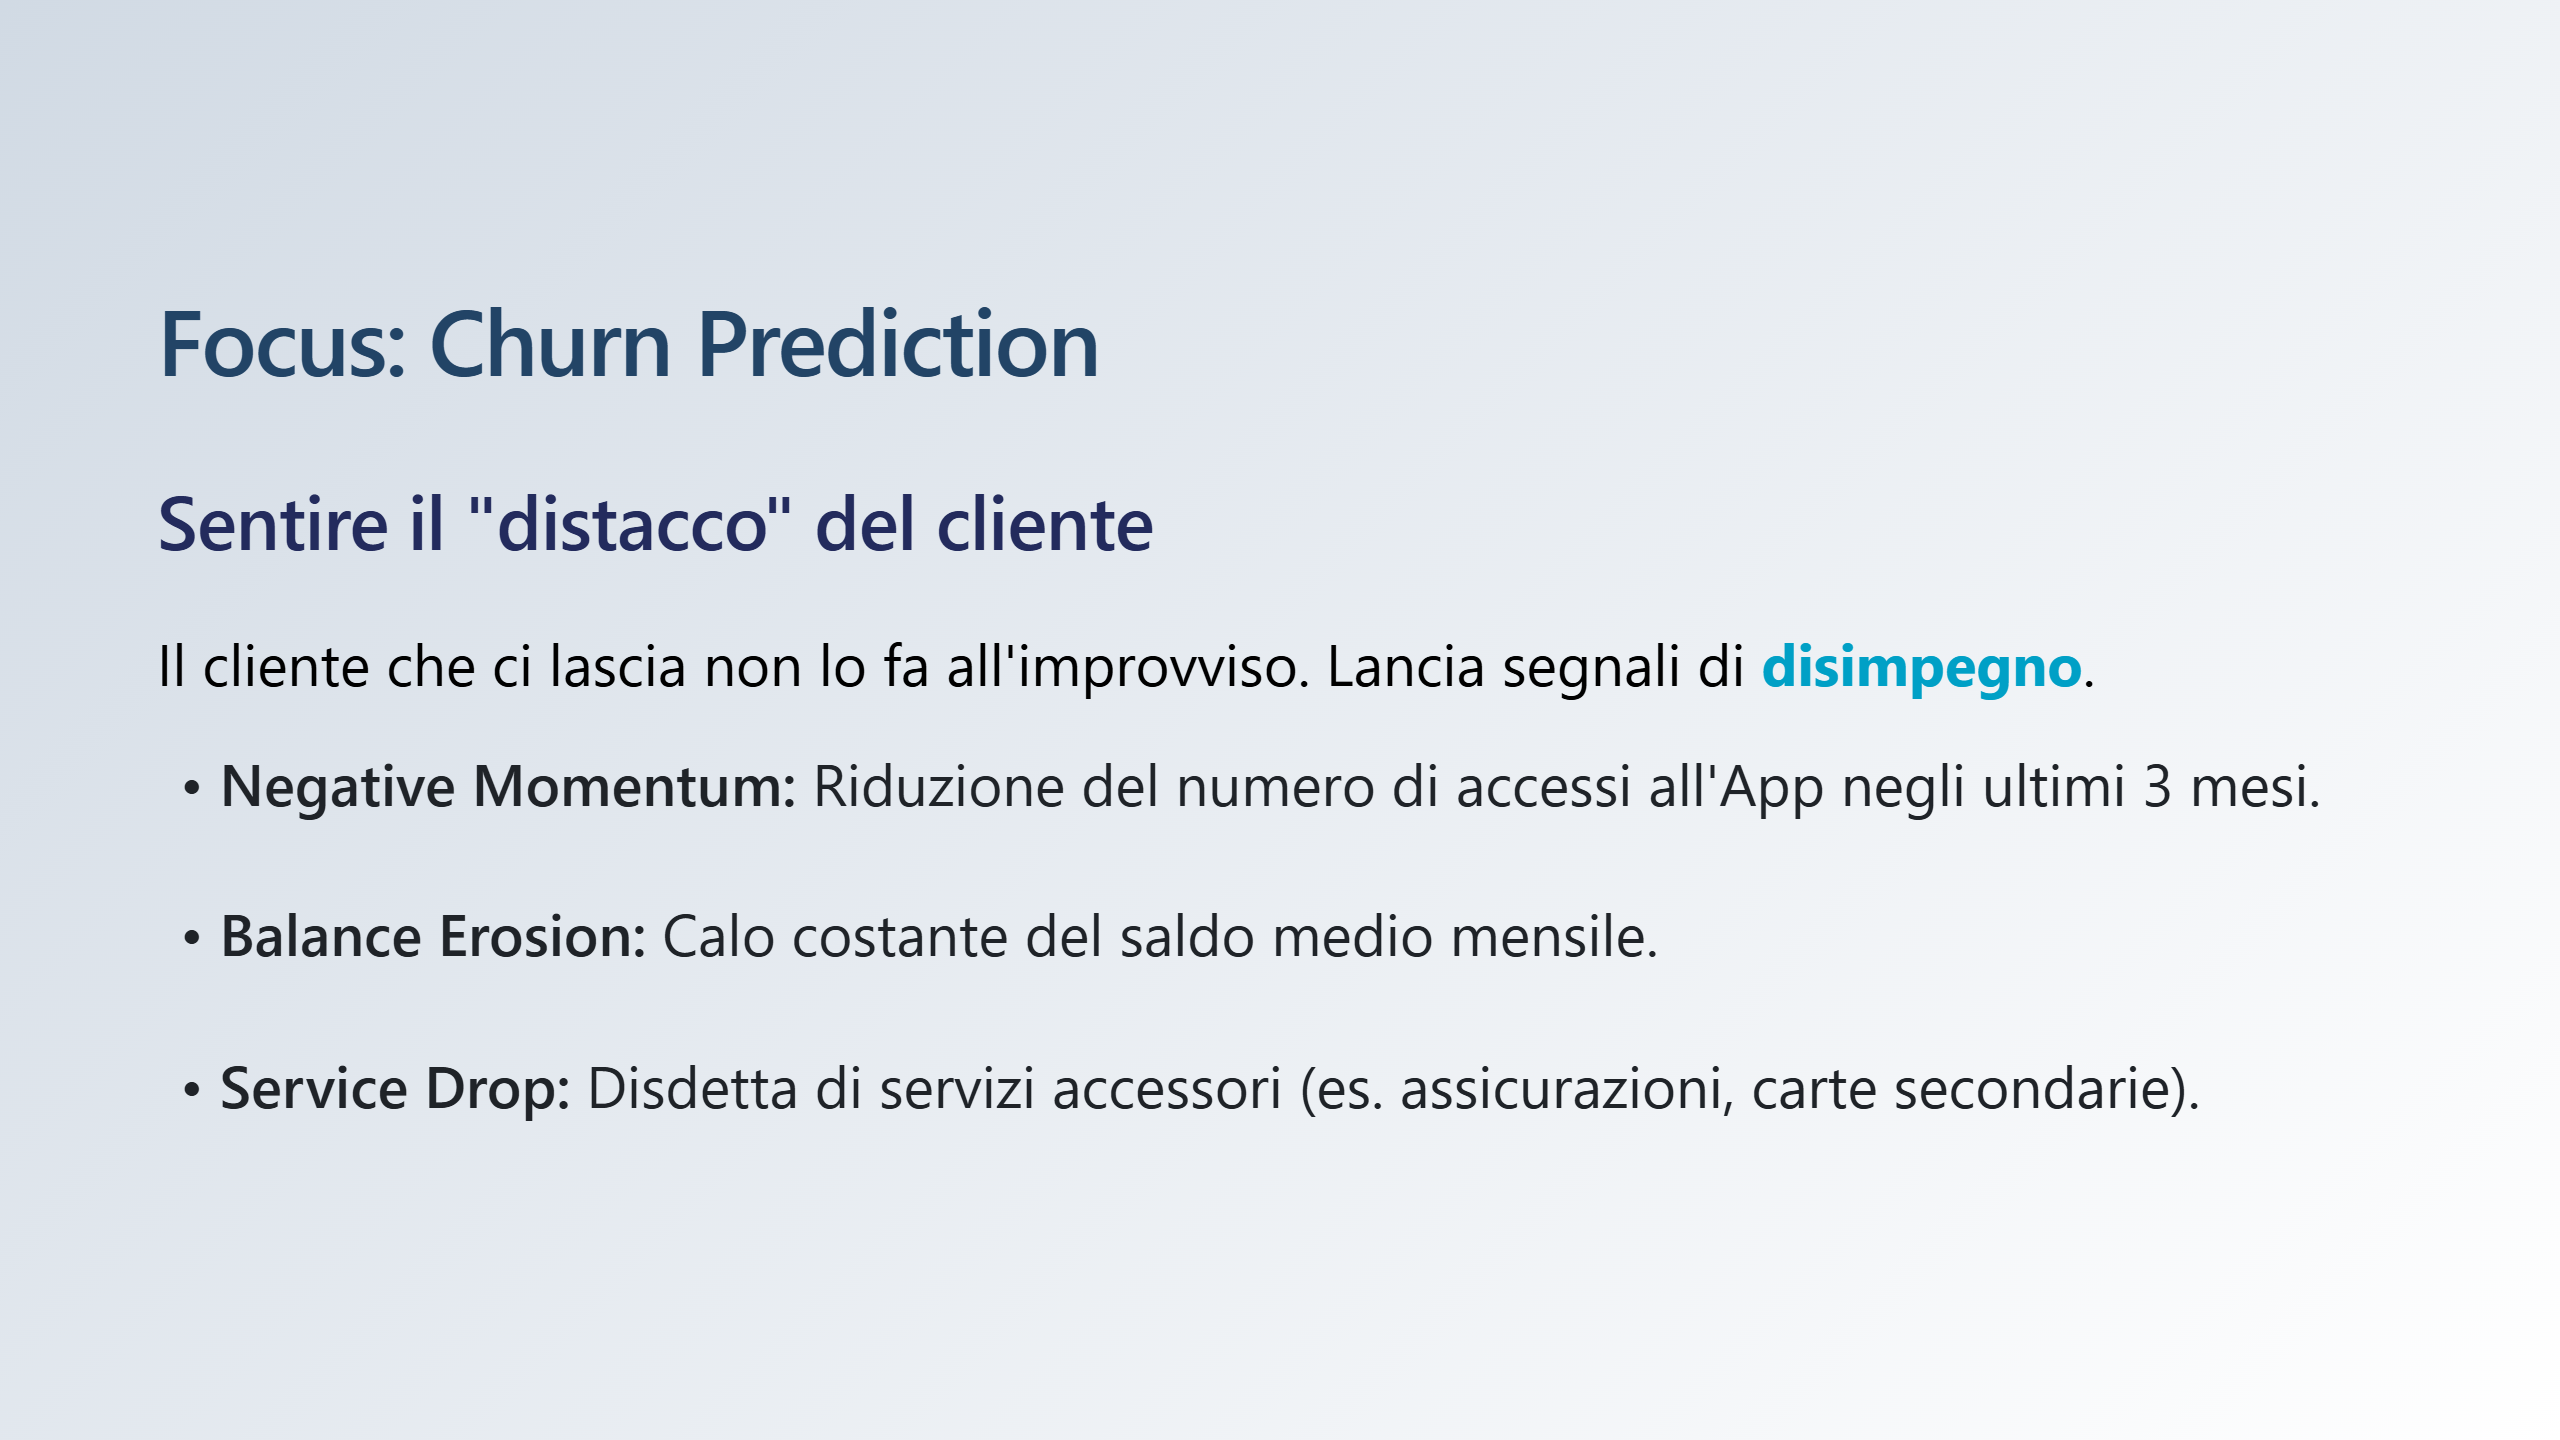 Focus: Churn Prediction
Sentire il "distacco" del cliente
Il cliente che ci lascia non lo fa all'improvviso. Lancia segnali di disimpegno.
• Negative Momentum: Riduzione del numero di accessi all'App negli ultimi 3 mesi.
• Balance Erosion: Calo costante del saldo medio mensile.
• Service Drop: Disdetta di servizi accessori (es. assicurazioni, carte secondarie).